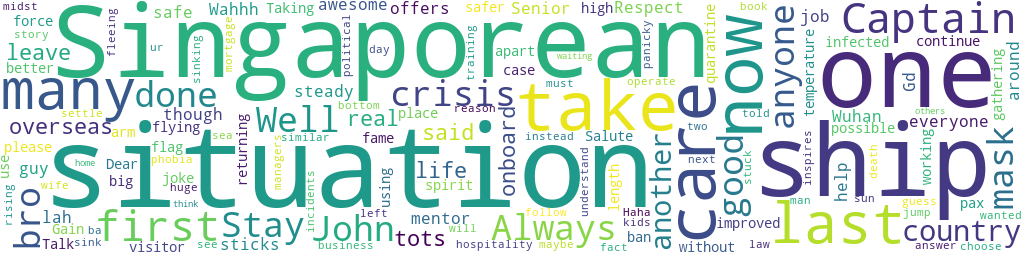 midst
force
story
leave
better
Singaporean
fleeing
Wahhh
safe
Taking
awesome
offers
safer
Senior
high
Respect
book
mortgage
ur
sinking
political
apart
day
training
panicky
quarantine
job
Captain
infected
continue
Gd
around
gathering
many
done
crisis
take
now
anyone
one
steady
case
waiting
must
operate
temperature
Wuhan
possible
everyone
overseas
settle
though
Well
real
bottom
place
reason
similar
instead
two
told
others
please
arm
flying
returning
fame
said
Salute
flag
sea
situation
care
good
ship
use
guy
home
phobia
joke
Dear
big
huge
managers
incidents
life
spirit
onboard
understand
length
another
next
stuck
help
inspires
death
sun
working
mask
bro
wife
think
using
mentor
man
pax
rising
lah
Gain
ba
first
Stay
John
left
Always
follow
Haha
kids
improved
last
guess
wanted
jump
country
Talk
sink
visitor
see
sticks
business
tots
will
hospitality
fact
maybe
ban
without
law
answer
choose